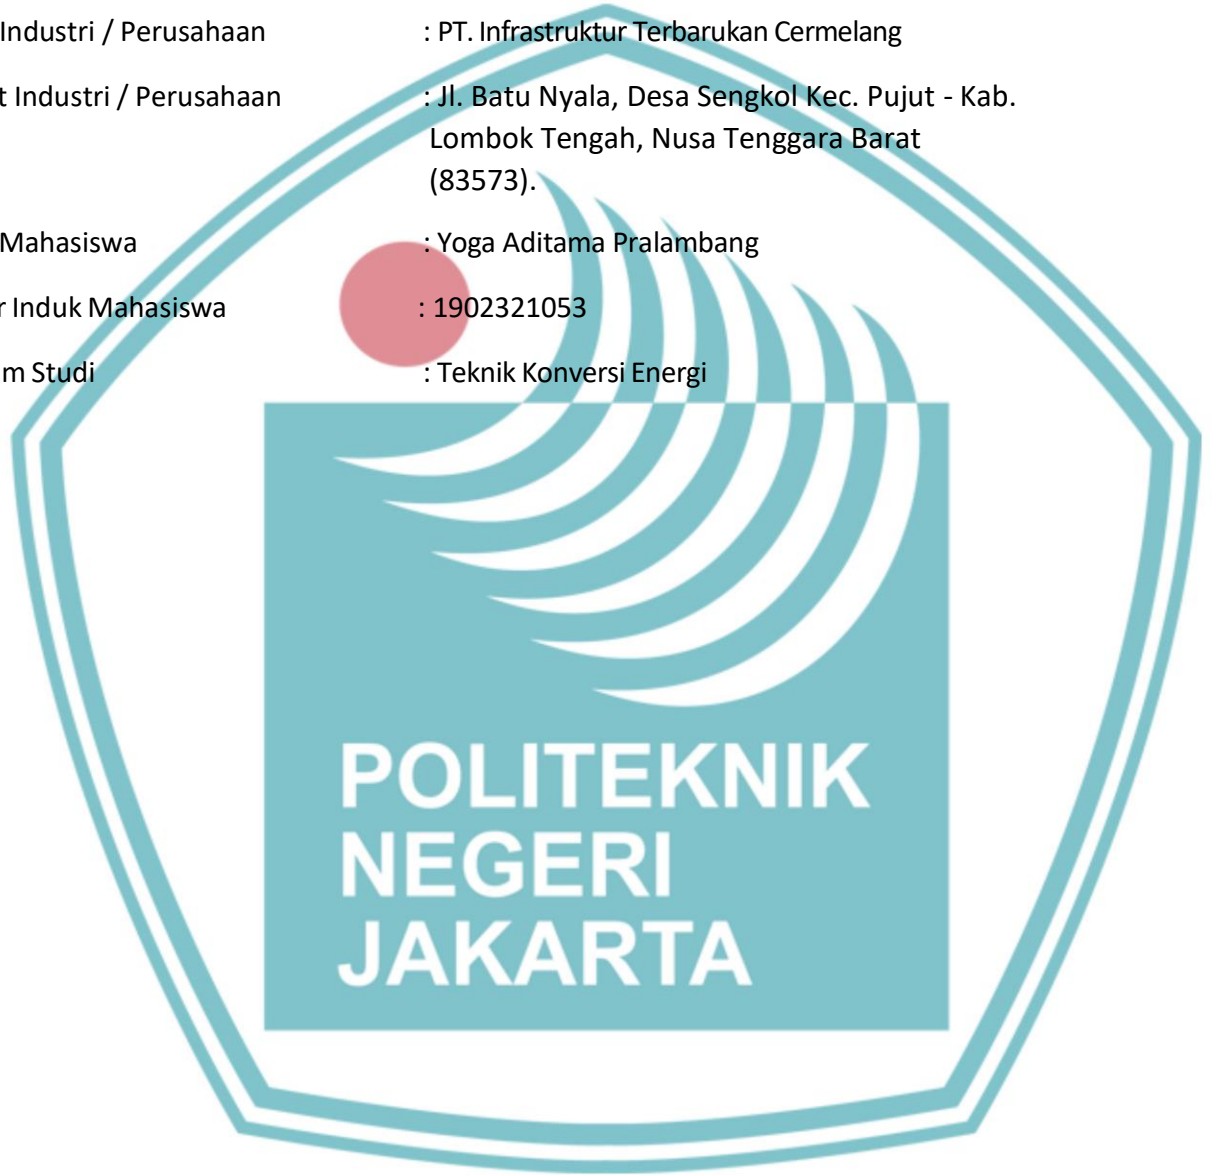 Industri / Perusahaan : PT. Infrastruktur Terbarukan Cermelang
t Industri / Perusahaan : Jl. Batu Nyala, Desa Sengkol Kec. Pujut - Kab.
Lombok Tengah, Nusa Tenggara Barat
(83573).
Mahasiswa : Yoga Aditama Pralambang
r Induk Mahasiswa : 1902321053
m Studi : Teknik Konversi Energi
POLITEKNIK
NEGERI
JAKARTA